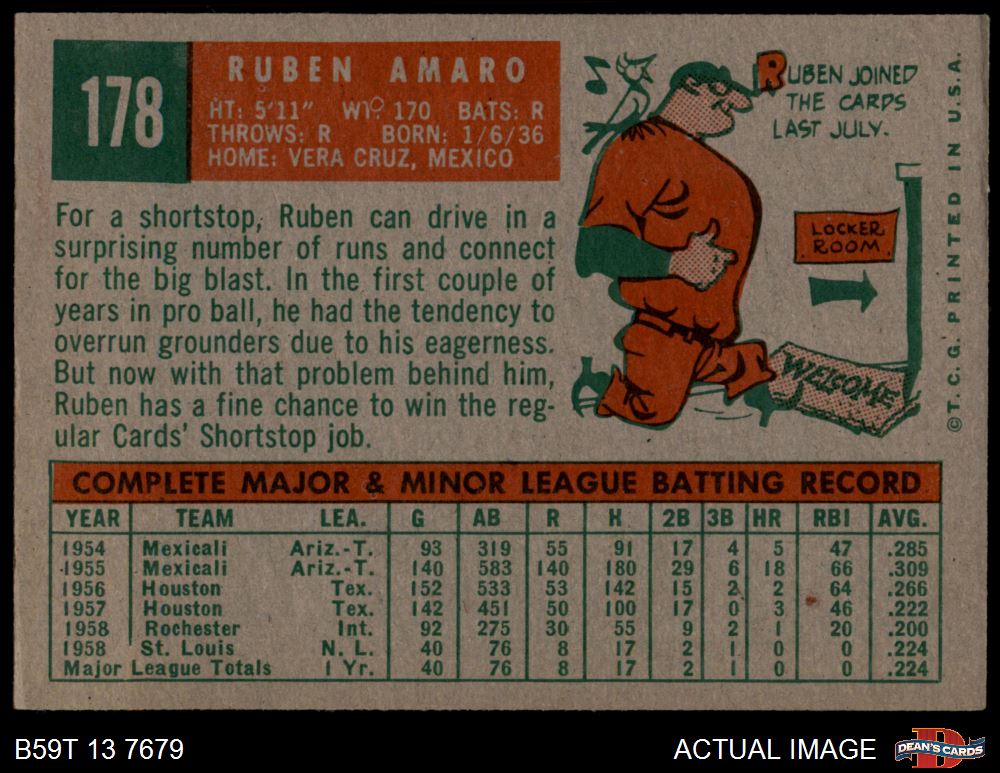 178
RUBEN AMARO
HT: 5'11" WT: 170 BATS: R
THROWS: R BORN: 1/6/36
HOME: VERA CRUZ, MEXICO
For a shortstop, Ruben can drive in a
surprising number of runs and connect
for the big blast. In the first couple of
years in pro ball, he had the tendency to
overrun grounders due to his eagerness.
But now with that problem behind him,
Ruben has a fine chance to win the reg-
ular Cards' Shortstop job.
RUBEN JOINED
THE CARDS
LAST JULY.
LOCKER
ROOM
WELCOME
© T.C.G. PRINTED IN U.S.A.
COMPLETE MAJOR & MINOR LEAGUE BATTING RECORD
YEAR TEAM LEA. G AB R H 2B 3B HR RBI AVG.
1954 Mexicali Ariz.-T. 93 319 55 91 17 4 5 47 .285
1955 Mexicali Ariz.-T. 140 583 140 180 29 6 18 66 .309
1956 Houston Tex. 152 533 53 142 15 2 2 64 .266
1957 Houston Tex. 142 451 50 100 17 0 3 46 .222
1958 Rochester Int. 92 275 30 55 9 2 1 20 .200
1958 St. Louis N. L. 40 76 8 17 2 1 0 0 .224
Major League Totals 1 Yr. 40 76 8 17 2 1 0 0 .224
B59T 13 7679
ACTUAL IMAGE
D
DEAN'S CARDS